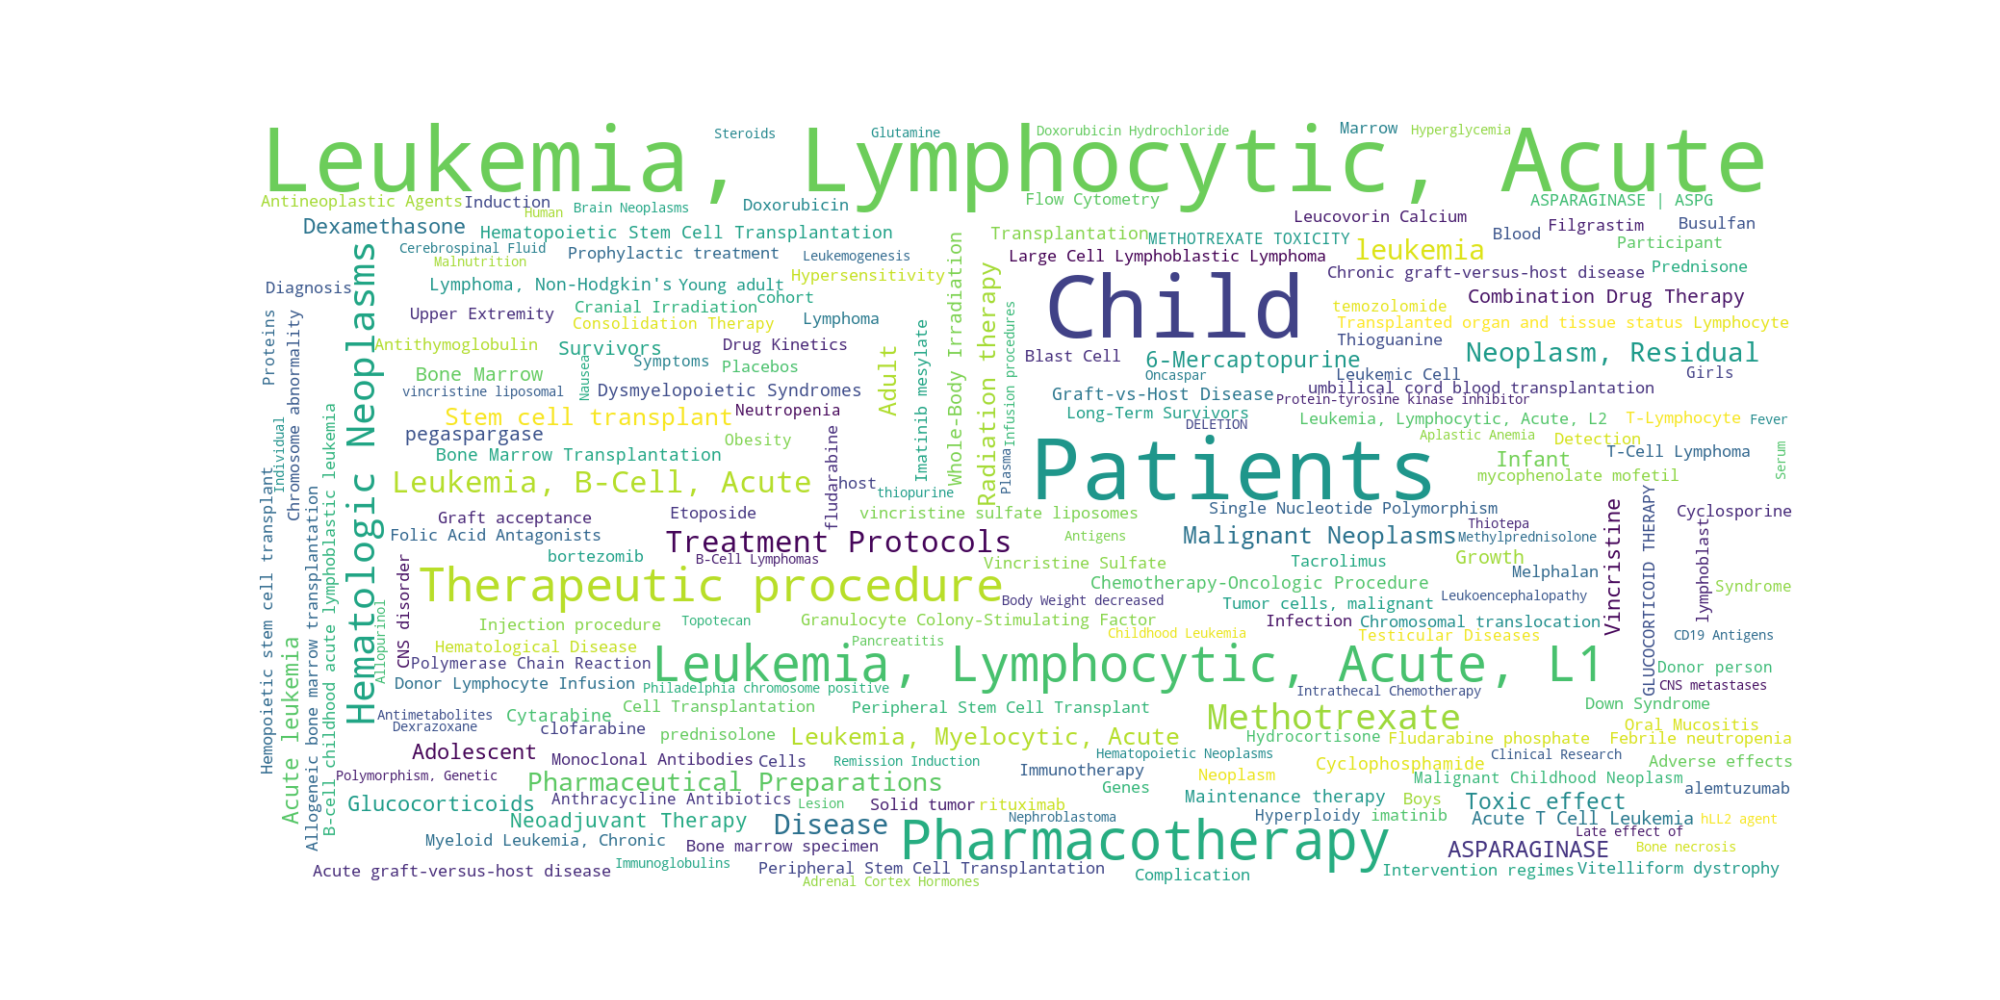 Leukemia, Lymphocytic, Acute
Steroids
Glutamine
Doxorubicin Hydrochloride
Marrow
Hyperglycemia
Antineoplastic Agents
Induction
Human
Brain Neoplasms
Doxorubicin
Flow Cytometry
ASPARAGINASE | ASPG
Dexamethasone
Hematopoietic Stem Cell Transplantation
Transplantation
METHOTREXATE TOXICITY
Leucovorin Calcium
leukemia
Blood
Filgrastim
Busulfan
Participant
Cerebrospinal Fluid
Malnutrition
Prophylactic treatment
Leukemogenesis
Hypersensitivity
Large Cell Lymphoblastic Lymphoma
Chronic graft-versus-host disease
Prednisone
Diagnosis
Lymphoma, Non-Hodgkin's
Young adult
cohort
Child
Combination Drug Therapy
Upper Extremity
Cranial Irradiation
Consolidation Therapy
Lymphoma
temozolomide
Transplanted organ and tissue status
Lymphocyte
Antithymoglobulin
Survivors
Drug Kinetics
Thioguanine
Symptoms
Placebos
Blast Cell
6-Mercaptopurine
Neoplasm, Residual
Bone Marrow
Nausea
Oncaspar
Leukemic Cell
Girls
vincristine liposomal
Dysmyelopoietic Syndromes
Adult
Imatinib mesylate
Whole-Body Irradiation
Radiation therapy
Infusion procedures
Plasma
Graft-vs-Host Disease
umbilical cord blood transplantation
Protein-tyrosine kinase inhibitor
Stem cell transplant
Neutropenia
Long-Term Survivors
DELETION
Leukemia, Lymphocytic, Acute, L2
T-Lymphocyte
Fever
pegaspargase
Obesity
Aplastic Anemia
Detection
Bone Marrow Transplantation
fludarabine
Patients
Infant
T-Cell Lymphoma
Serum
mycophenolate mofetil
Leukemia, B-Cell, Acute
host
thiopurine
Proteins
Chromosome abnormality
Individual
Hemopoietic stem cell transplant
Allogeneic bone marrow transplantation
B-cell childhood acute lymphoblastic leukemia
Hematologic Neoplasms
Graft acceptance
Etoposide
vincristine sulfate liposomes
Single Nucleotide Polymorphism
Cyclosporine
Folic Acid Antagonists
Treatment Protocols
Antigens
Malignant Neoplasms
Thiotepa
Methylprednisolone
Vincristine
GLUCOCORTICOID THERAPY
lymphoblast
bortezomib
B-Cell Lymphomas
Vincristine Sulfate
Tacrolimus
Growth
CNS disorder
Therapeutic procedure
Chemotherapy-Oncologic Procedure
Melphalan
Syndrome
Body Weight decreased
Tumor cells, malignant
Leukoencephalopathy
Allopurinol
Injection procedure
Topotecan
Granulocyte Colony-Stimulating Factor
Infection
Chromosomal translocation
Childhood Leukemia
Testicular Diseases
CD19 Antigens
Acute leukemia
Hematological Disease
Pancreatitis
Polymerase Chain Reaction
Leukemia, Lymphocytic, Acute, L1
Donor person
Donor Lymphocyte Infusion
Philadelphia chromosome positive
Intrathecal Chemotherapy
CNS metastases
Antimetabolites
Cytarabine
Cell Transplantation
Peripheral Stem Cell Transplant
Methotrexate
Down Syndrome
Dexrazoxane
clofarabine
prednisolone
Leukemia, Myelocytic, Acute
Hydrocortisone
Fludarabine phosphate
Oral Mucositis
Febrile neutropenia
Adolescent
Monoclonal Antibodies
Cells
Remission Induction
Hematopoietic Neoplasms
Clinical Research
Adverse effects
Polymorphism, Genetic
Pharmaceutical Preparations
Immunotherapy
Neoplasm
Cyclophosphamide
Malignant Childhood Neoplasm
Genes
alemtuzumab
Glucocorticoids
Anthracycline Antibiotics
Lesion
Solid tumor
rituximab
Maintenance therapy
Boys
Toxic effect
Neoadjuvant Therapy
Disease
Nephroblastoma
Hyperploidy
imatinib
Acute T Cell Leukemia
hLL2 agent
Myeloid Leukemia, Chronic
Bone marrow specimen
Pharmacotherapy
ASPARAGINASE
Late effect of
Bone necrosis
Acute graft-versus-host disease
Immunoglobulins
Peripheral Stem Cell Transplantation
Complication
Intervention regimes
Vitelliform dystrophy
Adrenal Cortex Hormones